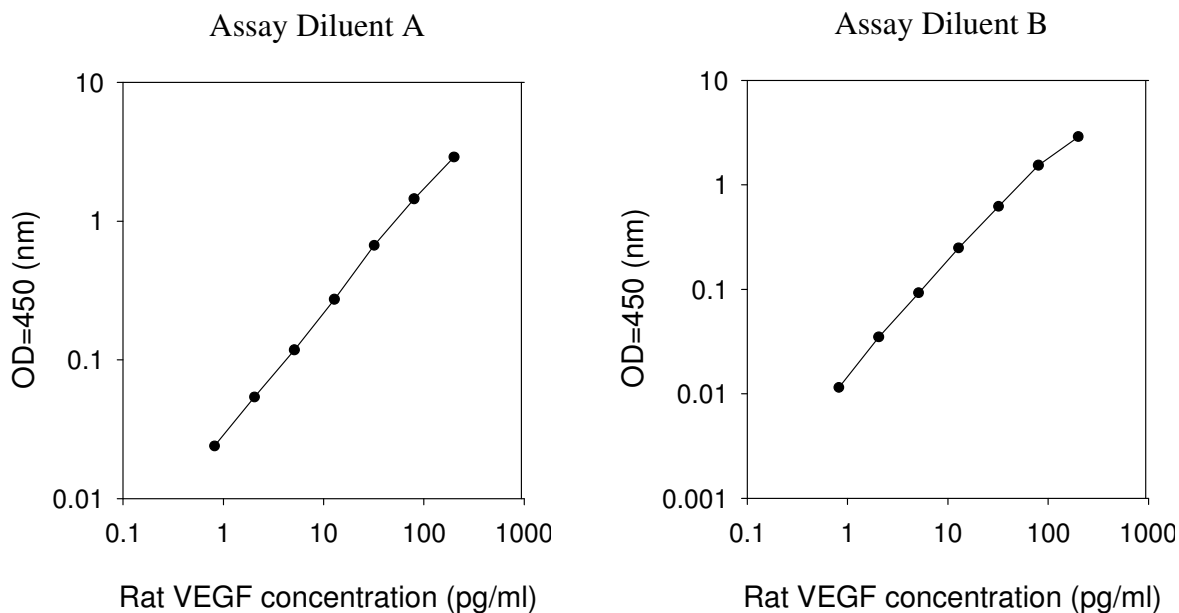 Assay Diluent A
10
1
0.1
0.01
OD=450 (nm)
0.1 1 10 100 1000
Rat VEGF concentration (pg/ml)
Assay Diluent B
10
1
0.1
0.01
0.001
OD=450 (nm)
0.1 1 10 100 1000
Rat VEGF concentration (pg/ml)